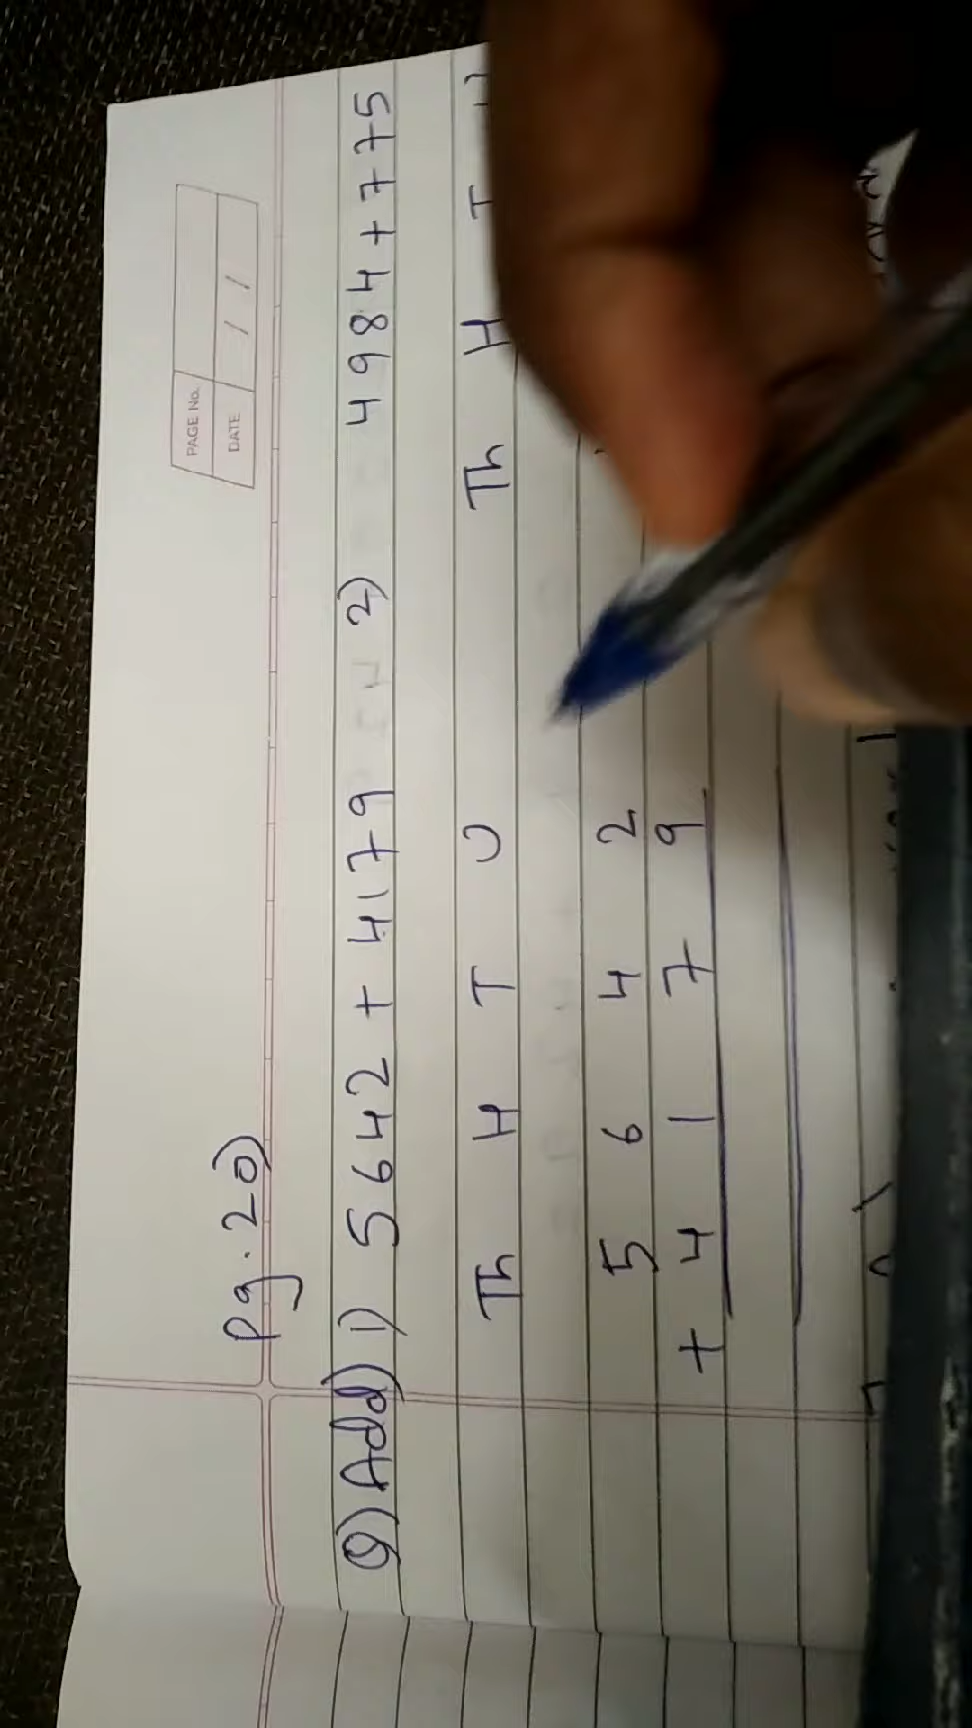 PAGE No.
DATE / /
Pg. 20)
Q) Add) 1) 5642 + 4179 2) 4984 + 775
Th H T U Th H T
5 6 4 2
+ 4 1 7 9